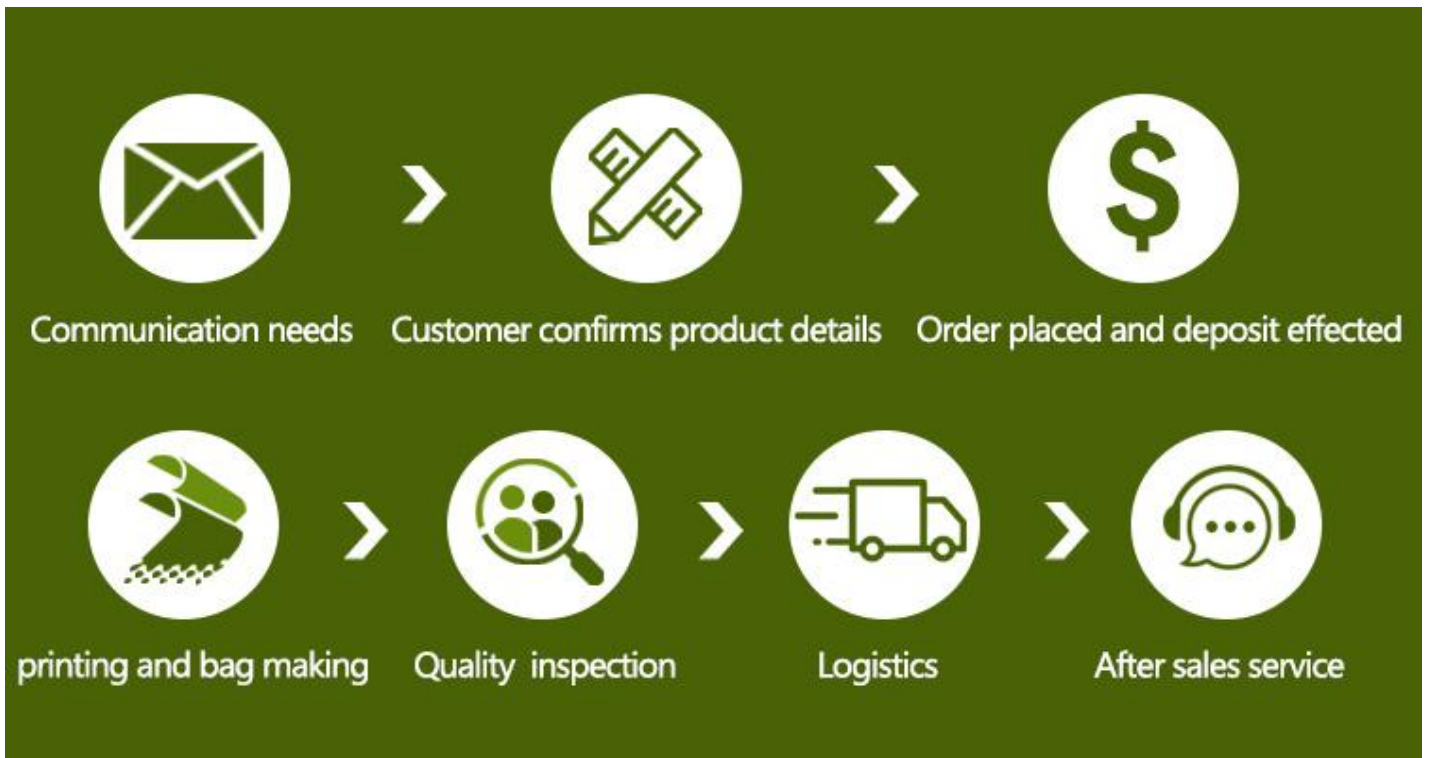 Communication needs
Customer confirms product details
Order placed and deposit effected
printing and bag making
Quality inspection
Logistics
After sales service